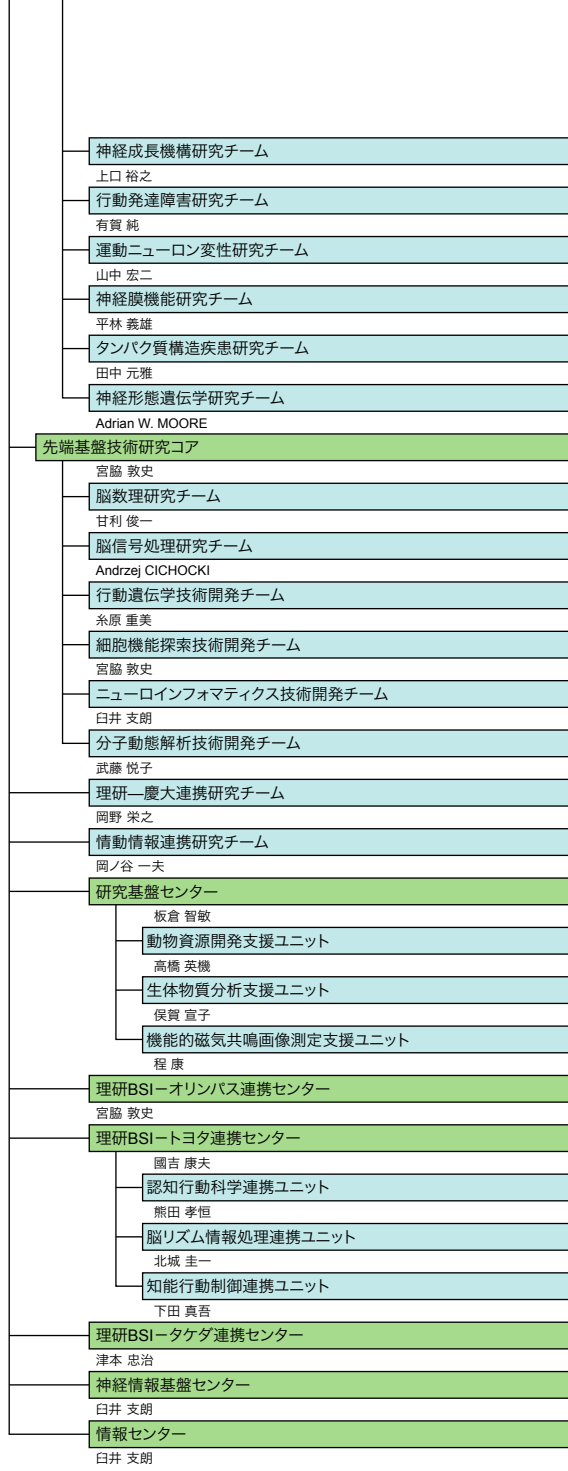 神経成長機構研究チーム
上口 裕之
行動発達障害研究チーム
有賀 純
運動ニューロン変性研究チーム
山中 宏二
神経膜機能研究チーム
平林 義雄
タンパク質構造疾患研究チーム
田中 元雅
神経形態遺伝学研究チーム
Adrian W. MOORE
先端基盤技術研究コア
宮脇 敦史
脳数理研究チーム
甘利 俊一
脳信号処理研究チーム
Andrzej CICHOCKI
行動遺伝学技術開発チーム
糸原 重美
細胞機能探索技術開発チーム
宮脇 敦史
ニューロインフォマティクス技術開発チーム
臼井 支朗
分子動態解析技術開発チーム
武藤 悦子
理研―慶大連携研究チーム
岡野 栄之
情動情報連携研究チーム
岡ノ谷 一夫
研究基盤センター
板倉 智敏
動物資源開発支援ユニット
高橋 英機
生体物質分析支援ユニット
俣賀 宣子
機能的磁気共鳴画像測定支援ユニット
程 康
理研BSI－オリンパス連携センター
宮脇 敦史
理研BSI－トヨタ連携センター
國吉 康夫
認知行動科学連携ユニット
熊田 孝恒
脳リズム情報処理連携ユニット
北城 圭一
知能行動制御連携ユニット
下田 真吾
理研BSI－タケダ連携センター
津本 忠治
神経情報基盤センター
臼井 支朗
情報センター
臼井 支朗